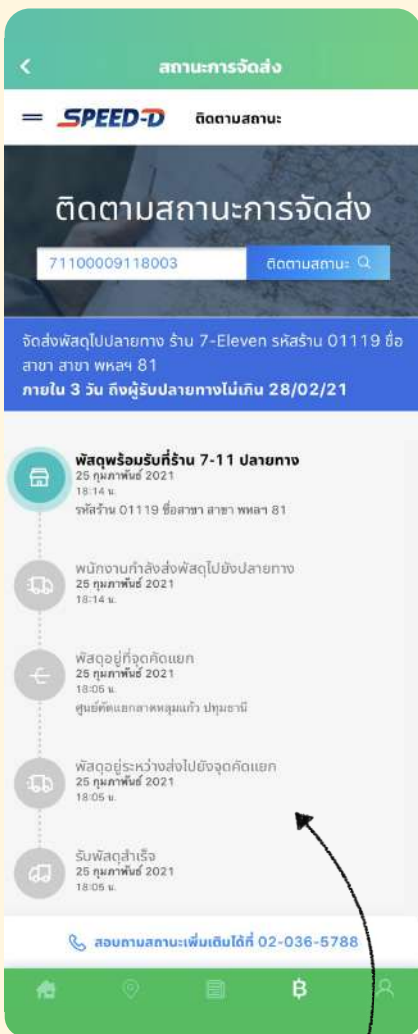 สถานะการจัดส่ง
SPEED-D ติดตามสถานะ
ติดตามสถานะการจัดส่ง
71100009118003 ติดตามสถานะ
จัดส่งพัสดุไปปลายทาง ร้าน 7-Eleven รหัสร้าน 01119 ชื่อ
สาขา สาขา พหลฯ 81
ภายใน 3 วัน ถึงผู้รับปลายทางไม่เกิน 28/02/21
พัสดุพร้อมรับที่ร้าน 7-11 ปลายทาง
25 กุมภาพันธ์ 2021
18:14 น.
รหัสร้าน 01119 ชื่อสาขา สาขา พหลฯ 81
พนักงานกำลังส่งพัสดุไปยังปลายทาง
25 กุมภาพันธ์ 2021
18:14 น.
พัสดุอยู่ที่จุดคัดแยก
25 กุมภาพันธ์ 2021
18:05 น.
ศูนย์คัดแยกลาดหลุมแก้ว ปทุมธานี
พัสดุอยู่ระหว่างส่งไปยังจุดคัดแยก
25 กุมภาพันธ์ 2021
18:05 น.
รับพัสดุสำเร็จ
25 กุมภาพันธ์ 2021
18:05 น.
สอบถามสถานะเพิ่มเติมได้ที่ 02-036-5788